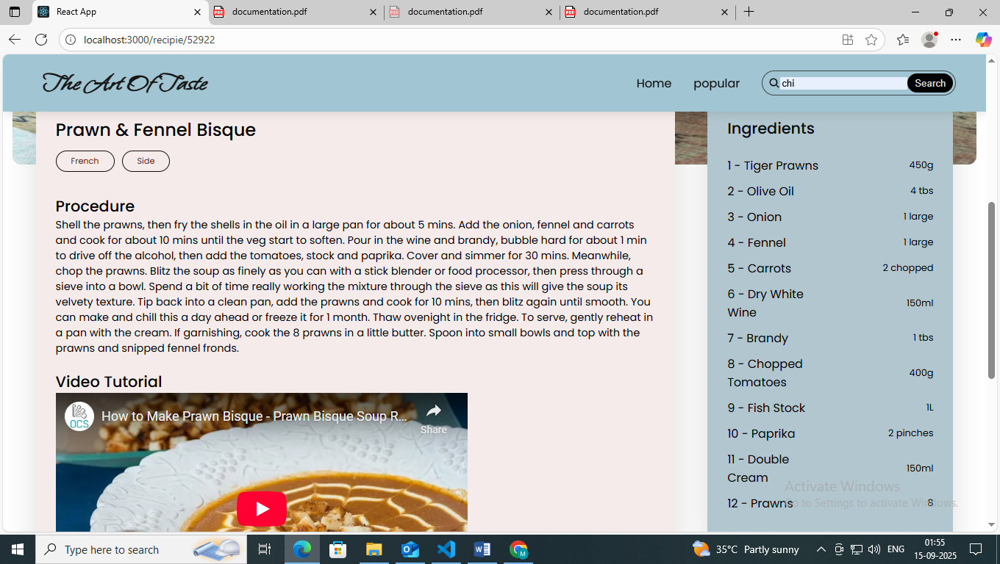 React App
documentation.pdf
documentation.pdf
documentation.pdf
localhost:3000/recipie/52922
The Art Of Taste
Home
popular
chi
Search
Prawn & Fennel Bisque
French
Side
Procedure
Shell the prawns, then fry the shells in the oil in a large pan for about 5 mins. Add the onion, fennel and carrots
and cook for about 10 mins until the veg start to soften. Pour in the wine and brandy, bubble hard for about 1 min
to drive off the alcohol, then add the tomatoes, stock and paprika. Cover and simmer for 30 mins. Meanwhile,
chop the prawns. Blitz the soup as finely as you can with a stick blender or food processor, then press through a
sieve into a bowl. Spend a bit of time really working the mixture through the sieve as this will give the soup its
velvety texture. Tip back into a clean pan, add the prawns and cook for 10 mins, then blitz again until smooth. You
can make and chill this a day ahead or freeze it for 1 month. Thaw ovenight in the fridge. To serve, gently reheat in
a pan with the cream. If garnishing, cook the 8 prawns in a little butter. Spoon into small bowls and top with the
prawns and snipped fennel fronds.
Video Tutorial
OCS
How to Make Prawn Bisque - Prawn Bisque Soup R...
Share
Ingredients
1 - Tiger Prawns 450g
2 - Olive Oil 4 tbs
3 - Onion 1 large
4 - Fennel 1 large
5 - Carrots 2 chopped
6 - Dry White
Wine 150ml
7 - Brandy 1 tbs
8 - Chopped
Tomatoes 400g
9 - Fish Stock 1L
10 - Paprika 2 pinches
11 - Double
Cream 150ml
12 - Prawns 8
Activate Windows
Go to Settings to activate Windows.
Type here to search
35°C Partly sunny
ENG
01:55
15-09-2025